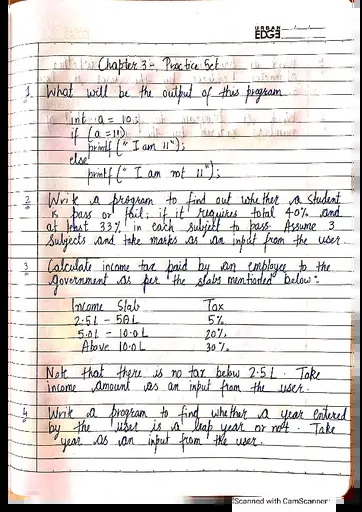 URBAN
EDGE
Chapter 3 - Practice Set
1 What will be the output of this program
int a = 10;
if (a = 11)
printf (" I am 11");
else
printf (" I am not 11");
2 Write a program to find out whether a student
is pass or fail; if it requires total 40% and
at least 33% in each subject to pass. Assume 3
subjects and take marks as an input from the user.
3 Calculate income tax paid by an employee to the
government as per the slabs mentioned below:
Income Slab Tax
2.5L - 5.0L 5%
5.0L - 10.0L 20%
Above 10.0L 30%
Note that there is no tax below 2.5L. Take
income amount as an input from the user.
4 Write a program to find whether a year entered
by the user is a leap year or not. Take
year as an input from the user.
Scanned with CamScanner